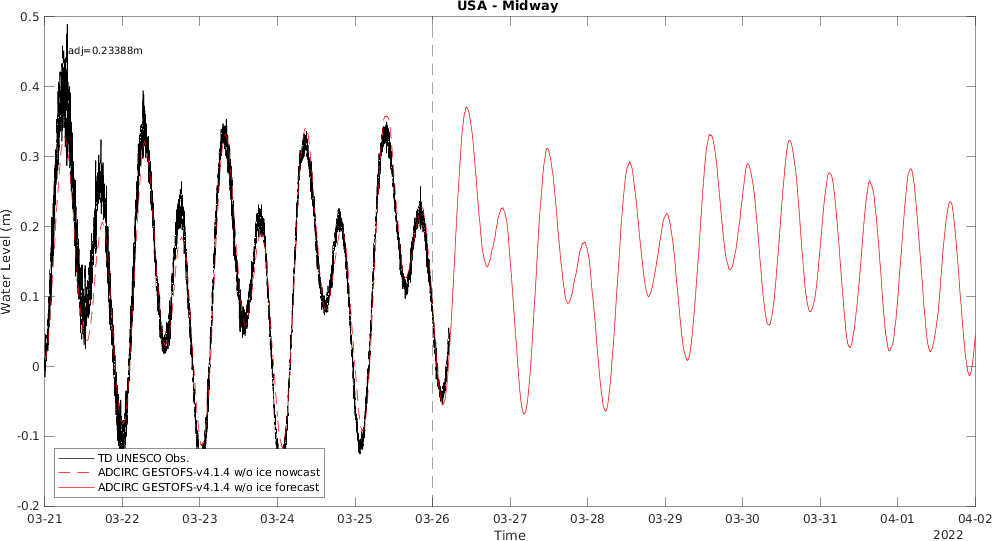 USA - Midway
adj=0.23388m
Water Level (m)
0.5
0.4
0.3
0.2
0.1
0
-0.1
-0.2
TD UNESCO Obs.
ADCIRC GESTOFS-v4.1.4 w/o ice nowcast
ADCIRC GESTOFS-v4.1.4 w/o ice forecast
03-21 03-22 03-23 03-24 03-25 03-26 03-27 03-28 03-29 03-30 03-31 04-01 04-02
Time
2022